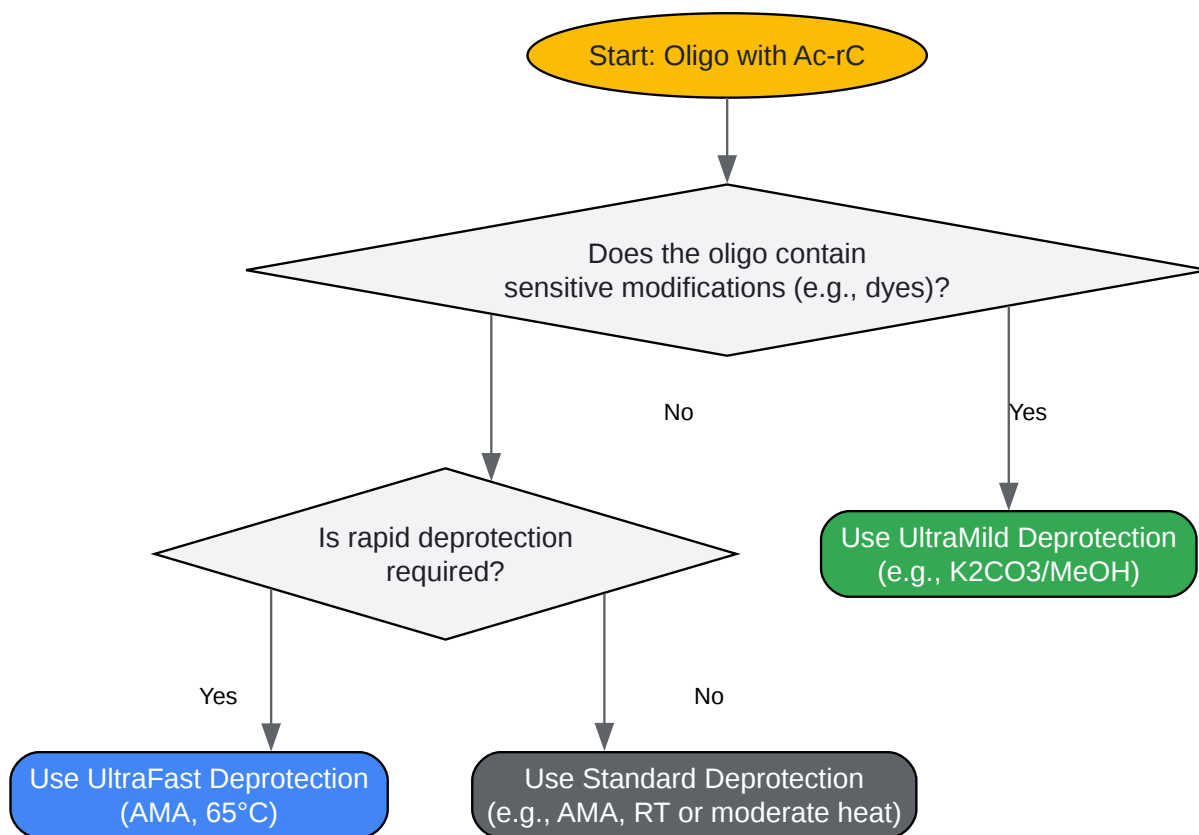 Start: Oligo with Ac-rC
Does the oligo contain
sensitive modifications (e.g., dyes)?
No
Yes
Is rapid deprotection
required?
Use UltraMild Deprotection
(e.g., K2CO3/MeOH)
Yes
No
Use UltraFast Deprotection
(AMA, 65°C)
Use Standard Deprotection
(e.g., AMA, RT or moderate heat)